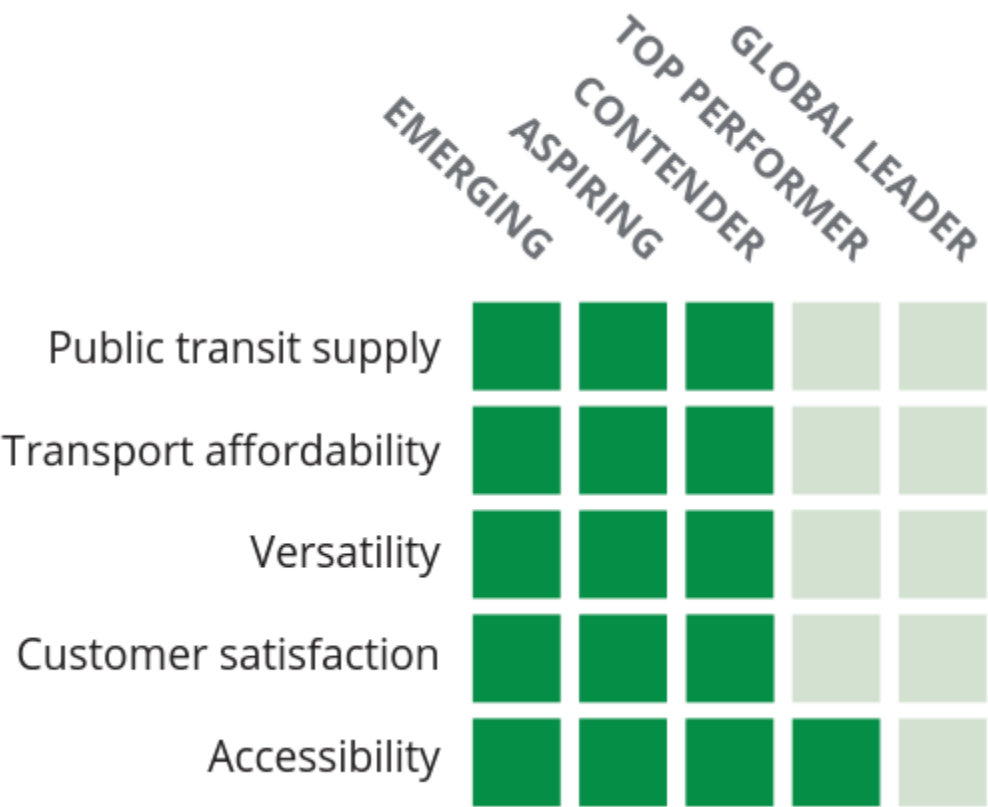 EMERGING
ASPIRING
CONTENDER
TOP PERFORMER
GLOBAL LEADER
Public transit supply
Transport affordability
Versatility
Customer satisfaction
Accessibility